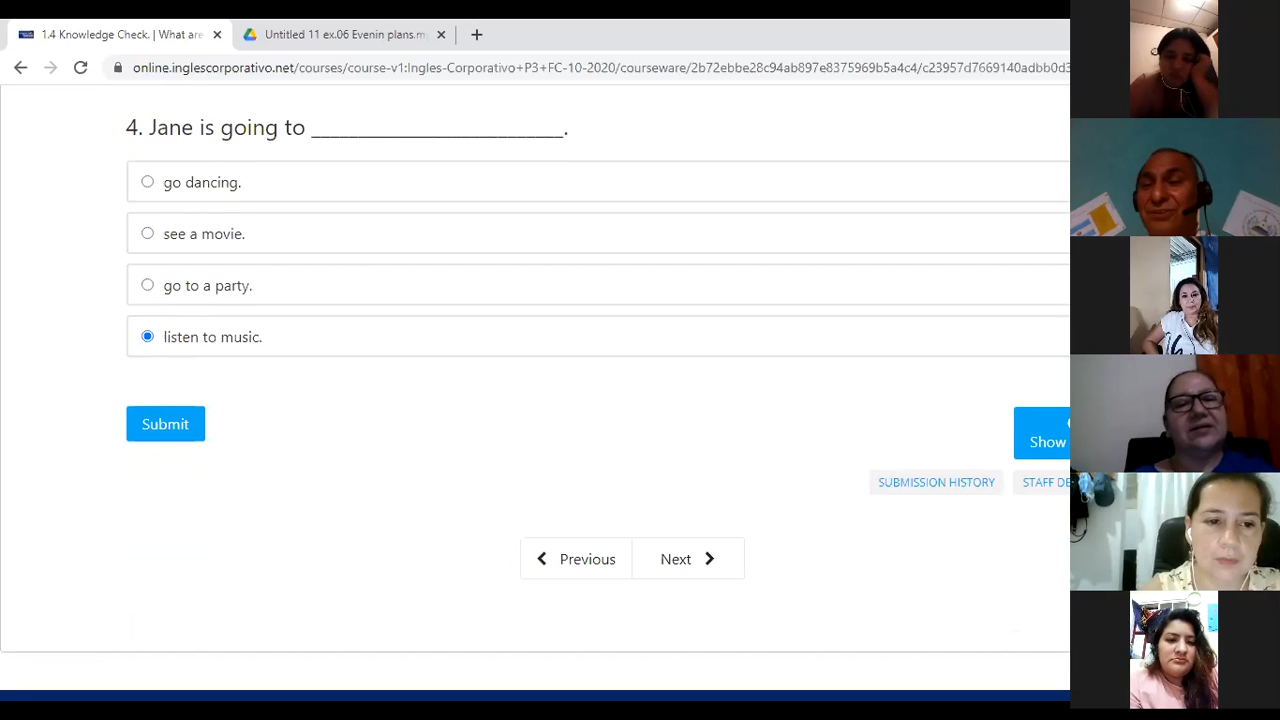 1.4 Knowledge Check. | What are
Untitled 11 ex.06 Evenin plans.m
online.inglescorporativo.net/courses/course-v1:Ingles-Corporativo+P3+FC-10-2020/courseware/2b72ebbe28c94ab897e8375969b5a4c4/c23957d7669140adbb0d3
4. Jane is going to __________________________.
go dancing.
see a movie.
go to a party.
listen to music.
Submit
Show
SUBMISSION HISTORY
STAFF DE
Previous
Next